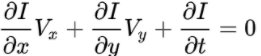 ∂I/∂x V_x + ∂I/∂y V_y + ∂I/∂t = 0